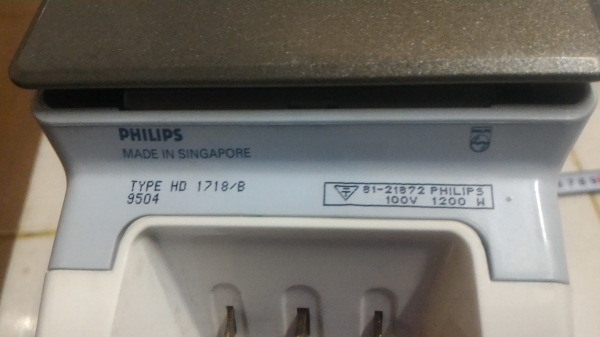 PHILIPS
MADE IN SINGAPORE
TYPE HD 1718/B
9504
81-21872 PHILIPS
100V 1200 W